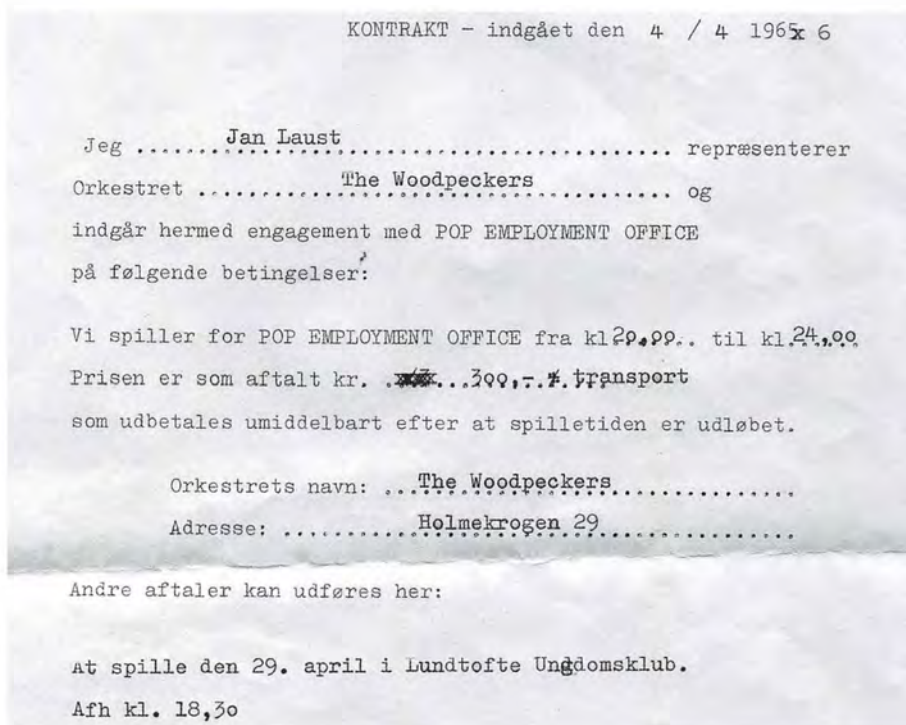 KONTRAKT - indgået den 4 / 4 1965x 6
Jeg ........Jan Laust........................................ repræsenterer
Orkestret ..............The Woodpeckers................. og
indgår hermed engagement med POP EMPLOYMENT OFFICE
på følgende betingelser:
Vi spiller for POP EMPLOYMENT OFFICE fra kl 20,00.. til kl.24,00
Prisen er som aftalt kr. ...300,-. transport
som udbetales umiddelbart efter at spilletiden er udløbet.
Orkestrets navn: ...The Woodpeckers..................
Adresse: .............Holmekrogen 29...................
Andre aftaler kan udføres her:
At spille den 29. april i Lundtofte Ungdomsklub.
Afh kl. 18,30